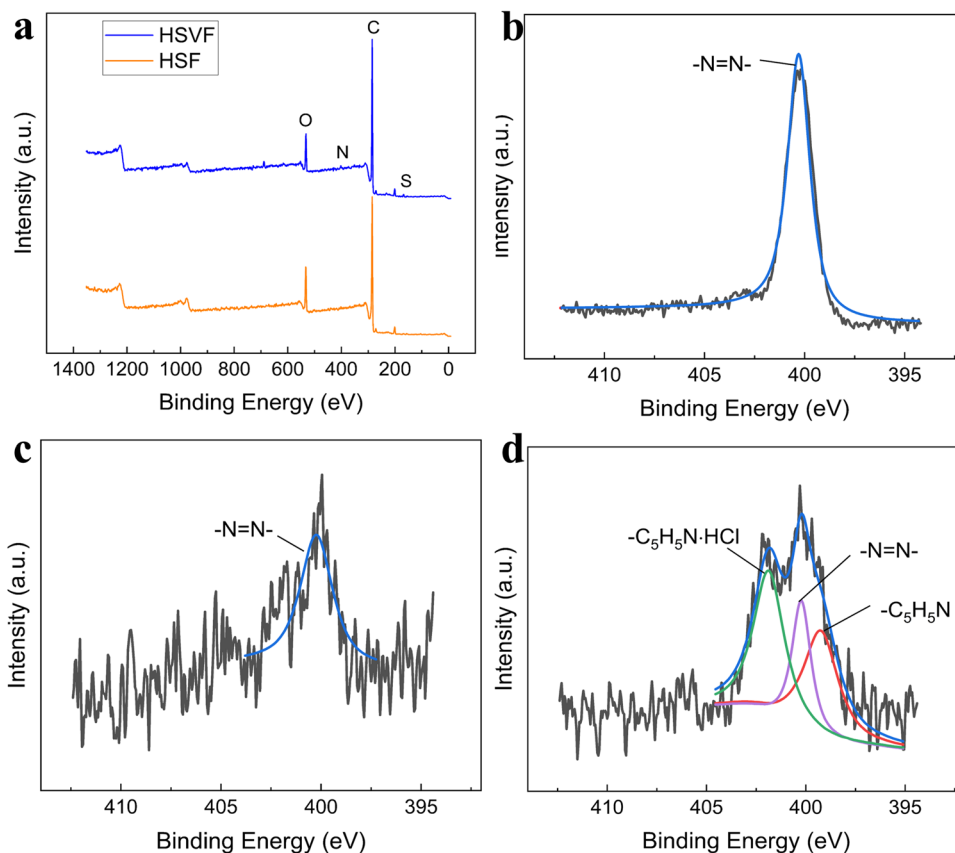 a
HSVF
HSF
C
O
N
S
Intensity (a.u.)
1400 1200 1000 800 600 400 200 0
Binding Energy (eV)
b
-N=N-
Intensity (a.u.)
410 405 400 395
Binding Energy (eV)
c
-N=N-
Intensity (a.u.)
410 405 400 395
Binding Energy (eV)
d
-C₅H₅N·HCl
-N=N-
-C₅H₅N
Intensity (a.u.)
410 405 400 395
Binding Energy (eV)